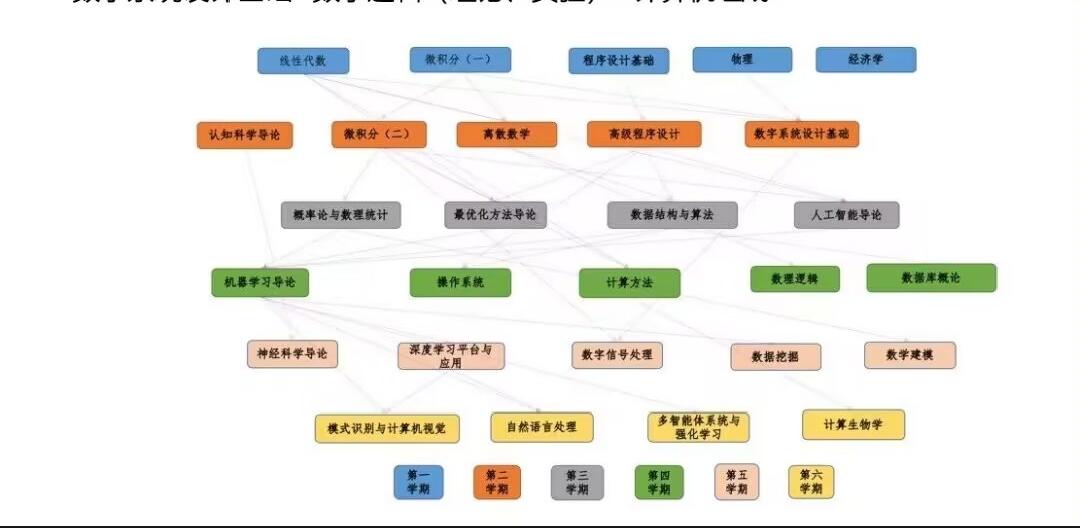 线性代数
微积分（一）
程序设计基础
物理
经济学
认知科学导论
微积分（二）
离散数学
高级程序设计
数字系统设计基础
概率论与数理统计
最优化方法导论
数据结构与算法
人工智能导论
机器学习导论
操作系统
计算方法
数理逻辑
数据库概论
神经科学导论
深度学习平台与
应用
数字信号处理
数据挖掘
数学建模
模式识别与计算机视觉
自然语言处理
多智能体系统与
强化学习
计算生物学
第一
学期
第二
学期
第三
学期
第四
学期
第五
学期
第六
学期